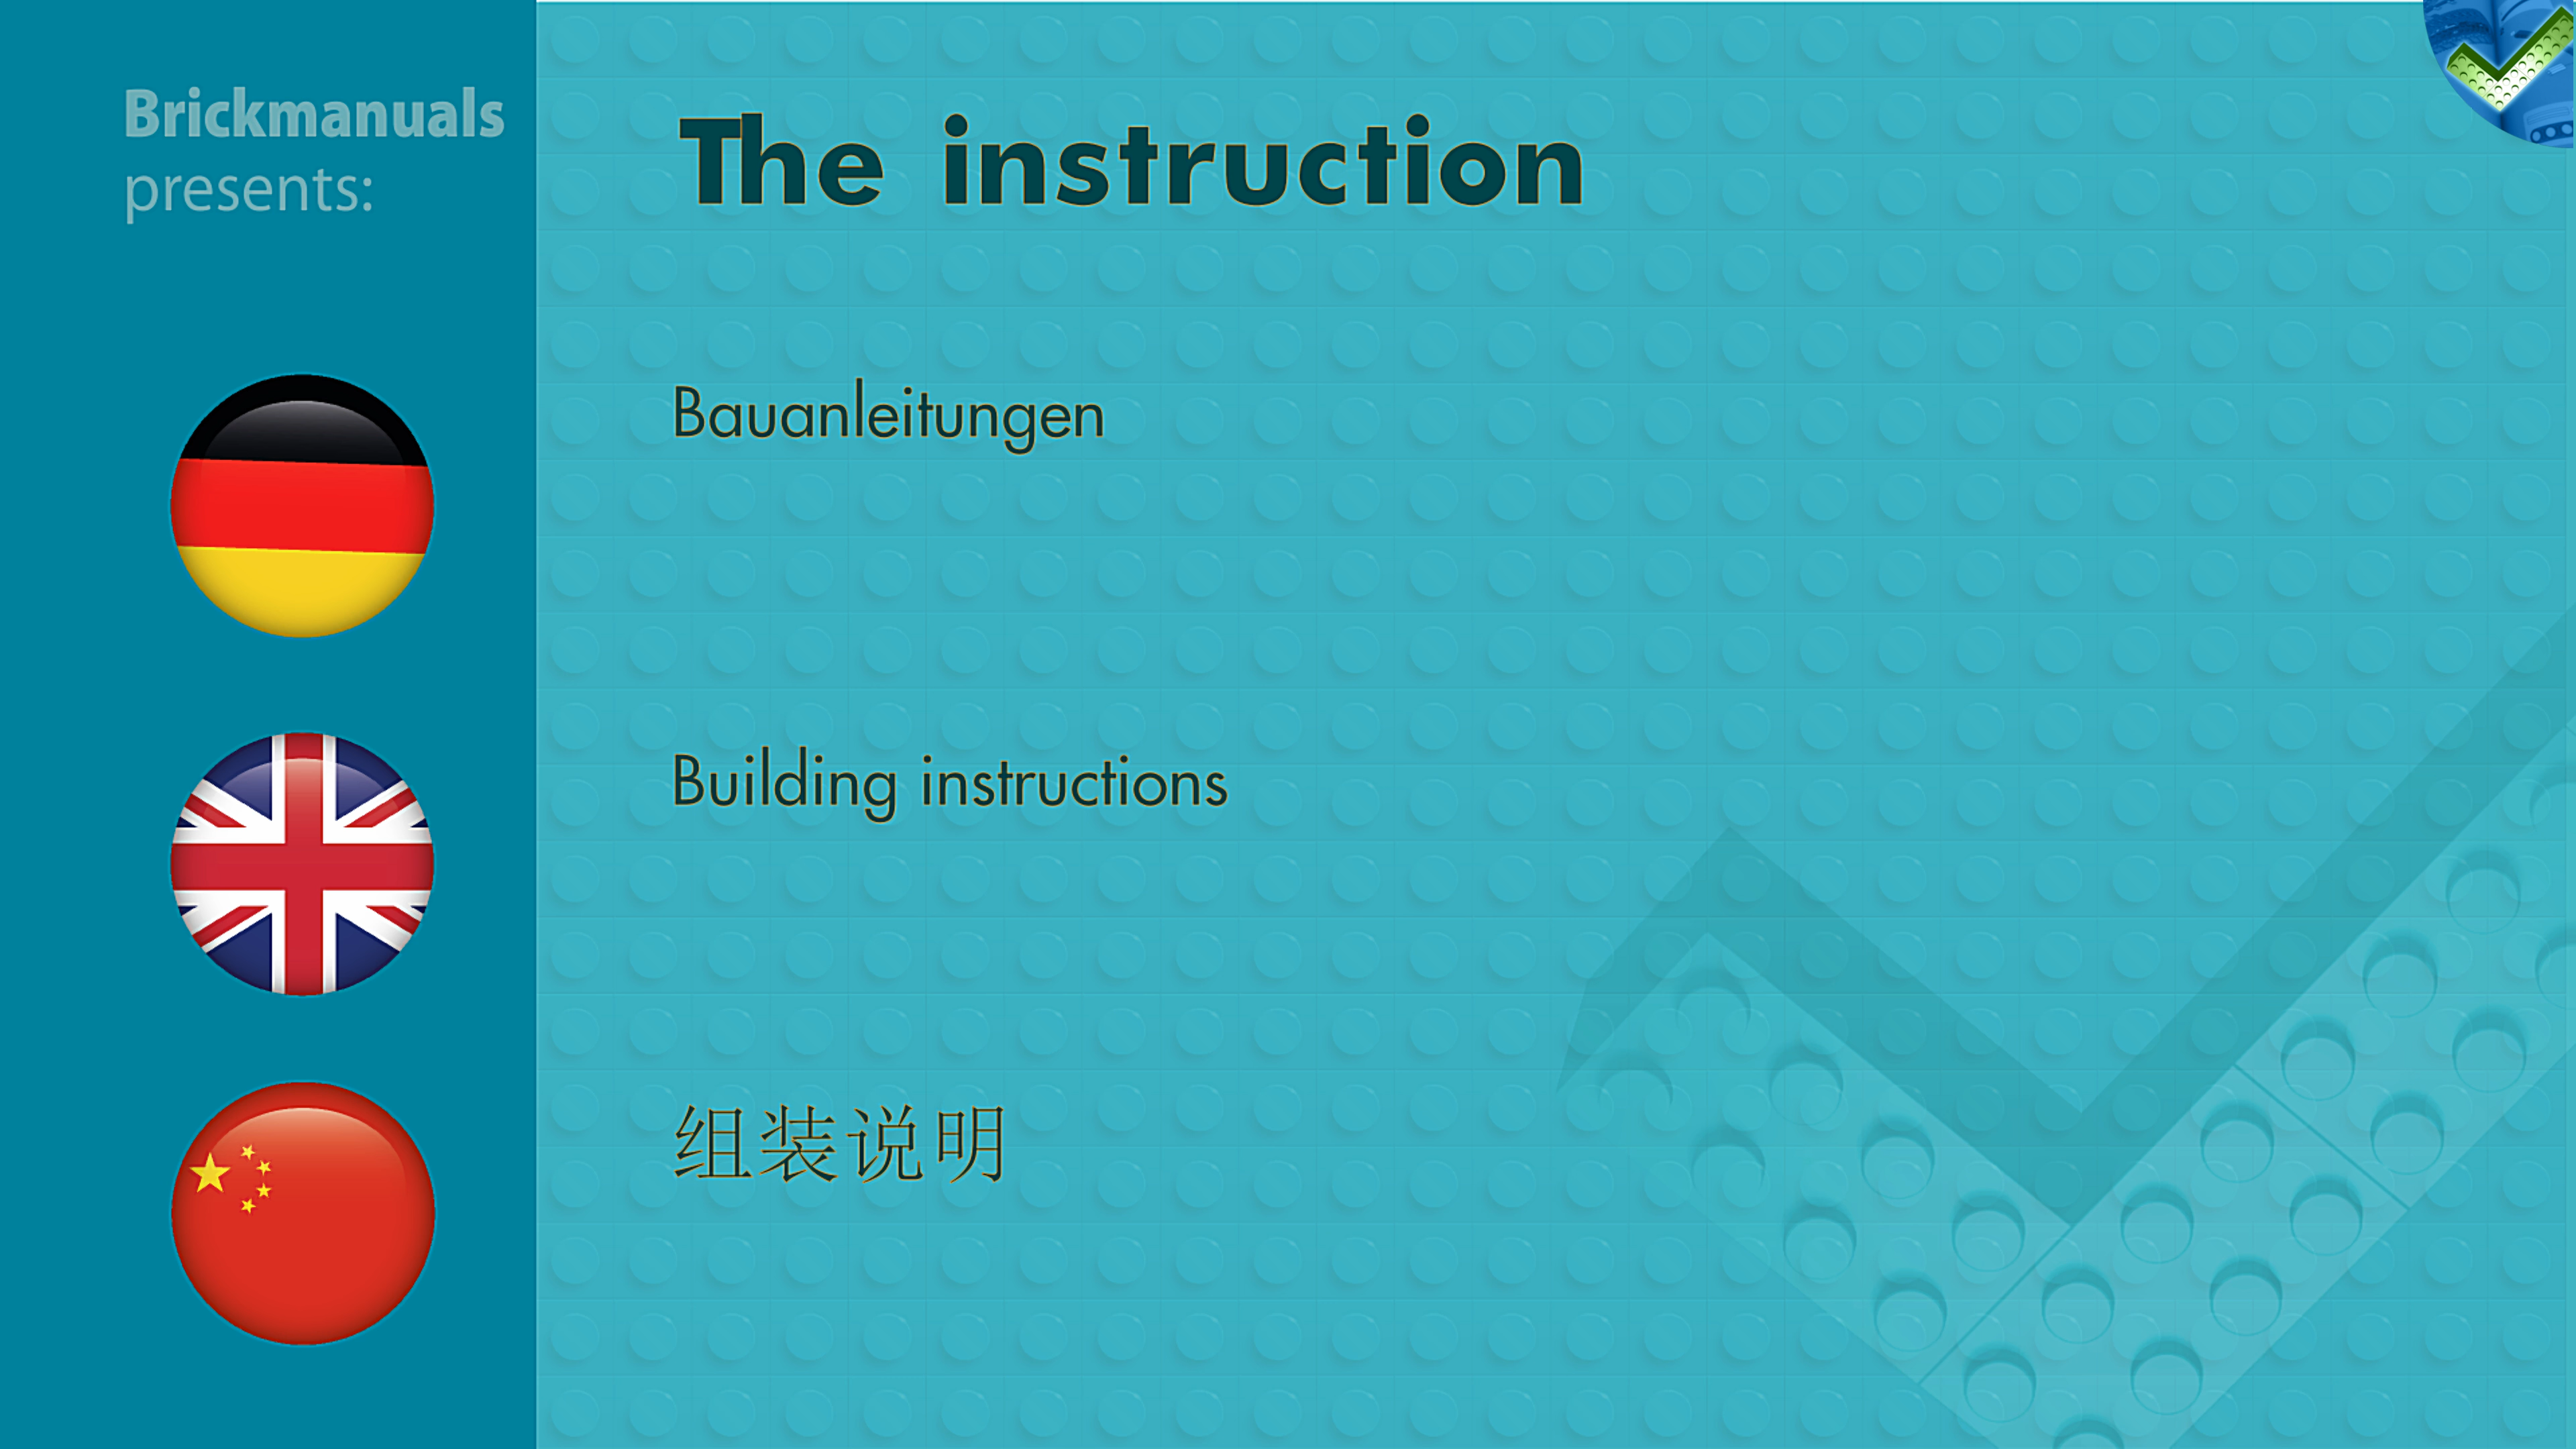 Brickmanuals
presents:
The instruction
Bauanleitungen
Building instructions
组装说明